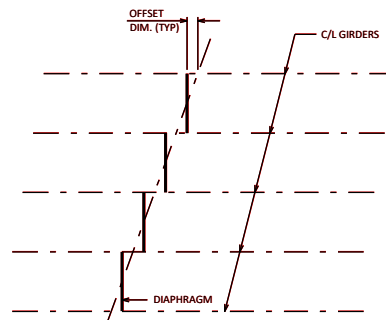 OFFSET
DIM. (TYP)
C/L GIRDERS
DIAPHRAGM